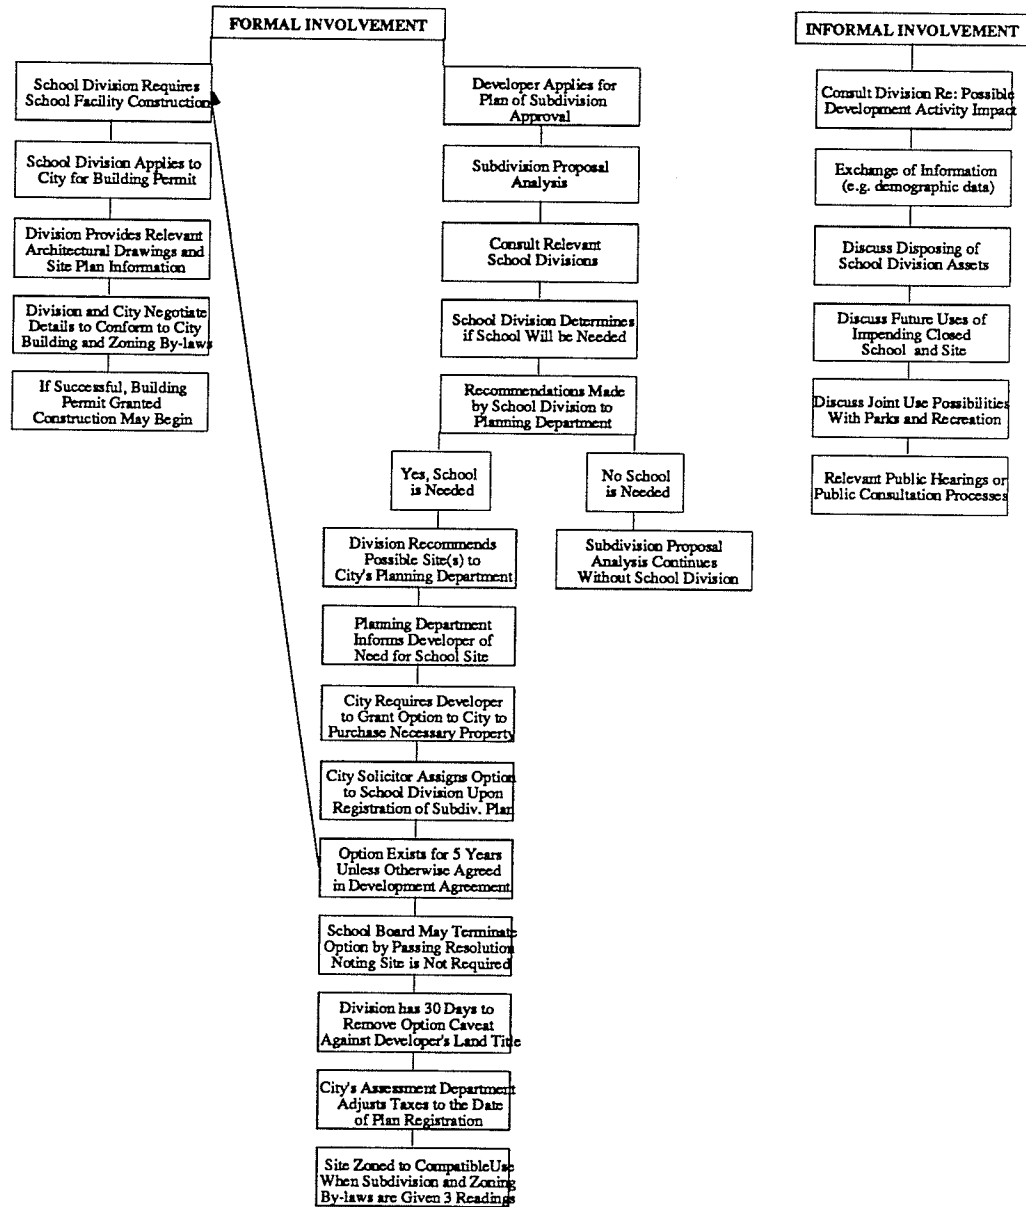 FORMAL INVOLVEMENT
School Division Requires
School Facility Construction
School Division Applies to
City for Building Permit
Division Provides Relevant
Architectural Drawings and
Site Plan Information
Division and City Negotiate
Details to Conform to City
Building and Zoning By-laws
If Successful, Building
Permit Granted
Construction May Begin
Developer Applies for
Plan of Subdivision
Approval
Subdivision Proposal
Analysis
Consult Relevant
School Divisions
School Division Determines
if School Will be Needed
Recommendations Made
by School Division to
Planning Department
Yes, School
is Needed
Division Recommends
Possible Site(s) to
City's Planning Department
Planning Department
Informs Developer of
Need for School Site
City Requires Developer
to Grant Option to City to
Purchase Necessary Property
City Solicitor Assigns Option
to School Division Upon
Registration of Subdiv. Plan
Option Exists for 5 Years
Unless Otherwise Agreed
in Development Agreement
School Board May Terminate
Option by Passing Resolution
Noting Site is Not Required
Division has 30 Days to
Remove Option Caveat
Against Developer's Land Title
City's Assessment Department
Adjusts Taxes to the Date
of Plan Registration
Site Zoned to CompatibleUse
When Subdivision and Zoning
By-laws are Given 3 Readings
No School
is Needed
Subdivision Proposal
Analysis Continues
Without School Division
INFORMAL INVOLVEMENT
Consult Division Re: Possible
Development Activity Impact
Exchange of Information
(e.g. demographic data)
Discuss Disposing of
School Division Assets
Discuss Future Uses of
Impending Closed
School and Site
Discuss Joint Use Possibilities
With Parks and Recreation
Relevant Public Hearings or
Public Consultation Processes